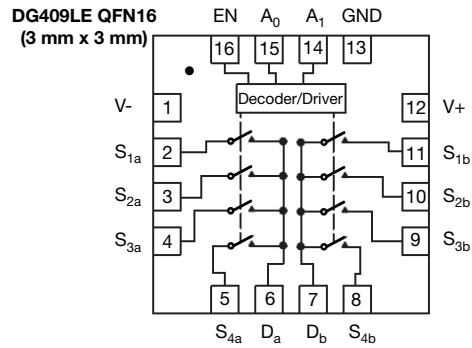 DG409LE QFN16
(3 mm x 3 mm)
EN A0 A1 GND
16 15 14 13
Decoder/Driver
V- 1 12 V+
S1a 2 11 S1b
S2a 3 10 S2b
S3a 4 9 S3b
5 6 7 8
S4a Da Db S4b